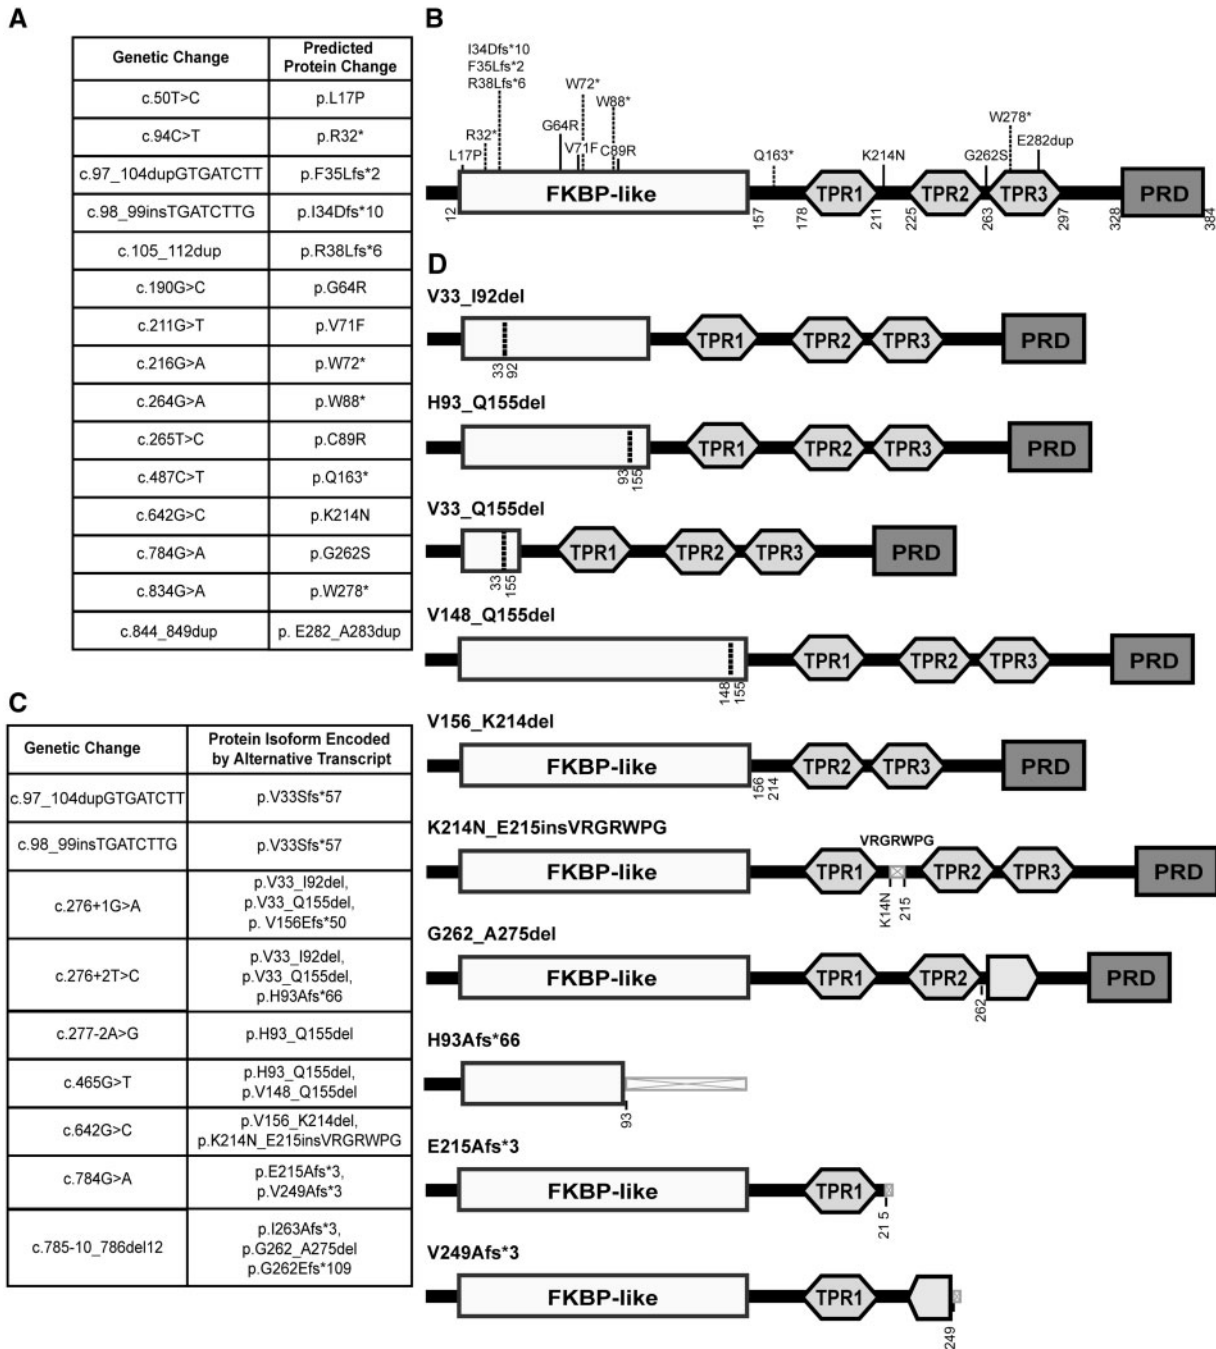 A
Genetic Change
Predicted
Protein Change
c.50T>C
p.L17P
c.94C>T
p.R32*
c.97_104dupGTGATCTT
p.F35Lfs*2
c.98_99insTGATCTTG
p.I34Dfs*10
c.105_112dup
p.R38Lfs*6
c.190G>C
p.G64R
c.211G>T
p.V71F
c.216G>A
p.W72*
c.264G>A
p.W88*
c.265T>C
p.C89R
c.487C>T
p.Q163*
c.642G>C
p.K214N
c.784G>A
p.G262S
c.834G>A
p.W278*
c.844_849dup
p. E282_A283dup
B
I34Dfs*10
F35Lfs*2
R38Lfs*6
W72*
W88*
R32*
G64R
L17P
V71F
C89R
Q163*
K214N
G262S
W278*
E282dup
FKBP-like
TPR1
TPR2
TPR3
PRD
12
157
178
211
225
263
297
328
384
C
Genetic Change
Protein Isoform Encoded
by Alternative Transcript
c.97_104dupGTGATCTT
p.V33Sfs*57
c.98_99insTGATCTTG
p.V33Sfs*57
c.276+1G>A
p.V33_I92del,
p.V33_Q155del,
p. V156Efs*50
c.276+2T>C
p.V33_I92del,
p.V33_Q155del,
p.H93Afs*66
c.277-2A>G
p.H93_Q155del
c.465G>T
p.H93_Q155del,
p.V148_Q155del
c.642G>C
p.V156_K214del,
p.K214N_E215insVRGRWPG
c.784G>A
p.E215Afs*3,
p.V249Afs*3
c.785-10_786del12
p.I263Afs*3,
p.G262_A275del
p.G262Efs*109
D
V33_I92del
TPR1
TPR2
TPR3
PRD
33
92
H93_Q155del
TPR1
TPR2
TPR3
PRD
93
155
V33_Q155del
TPR1
TPR2
TPR3
PRD
33
155
V148_Q155del
TPR1
TPR2
TPR3
PRD
148
155
V156_K214del
FKBP-like
TPR2
TPR3
PRD
156
214
K214N_E215insVRGRWPG
VRGRWPG
FKBP-like
TPR1
TPR2
TPR3
PRD
K14N
215
G262_A275del
FKBP-like
TPR1
TPR2
PRD
262
H93Afs*66
93
E215Afs*3
FKBP-like
TPR1
21 5
V249Afs*3
FKBP-like
TPR1
249